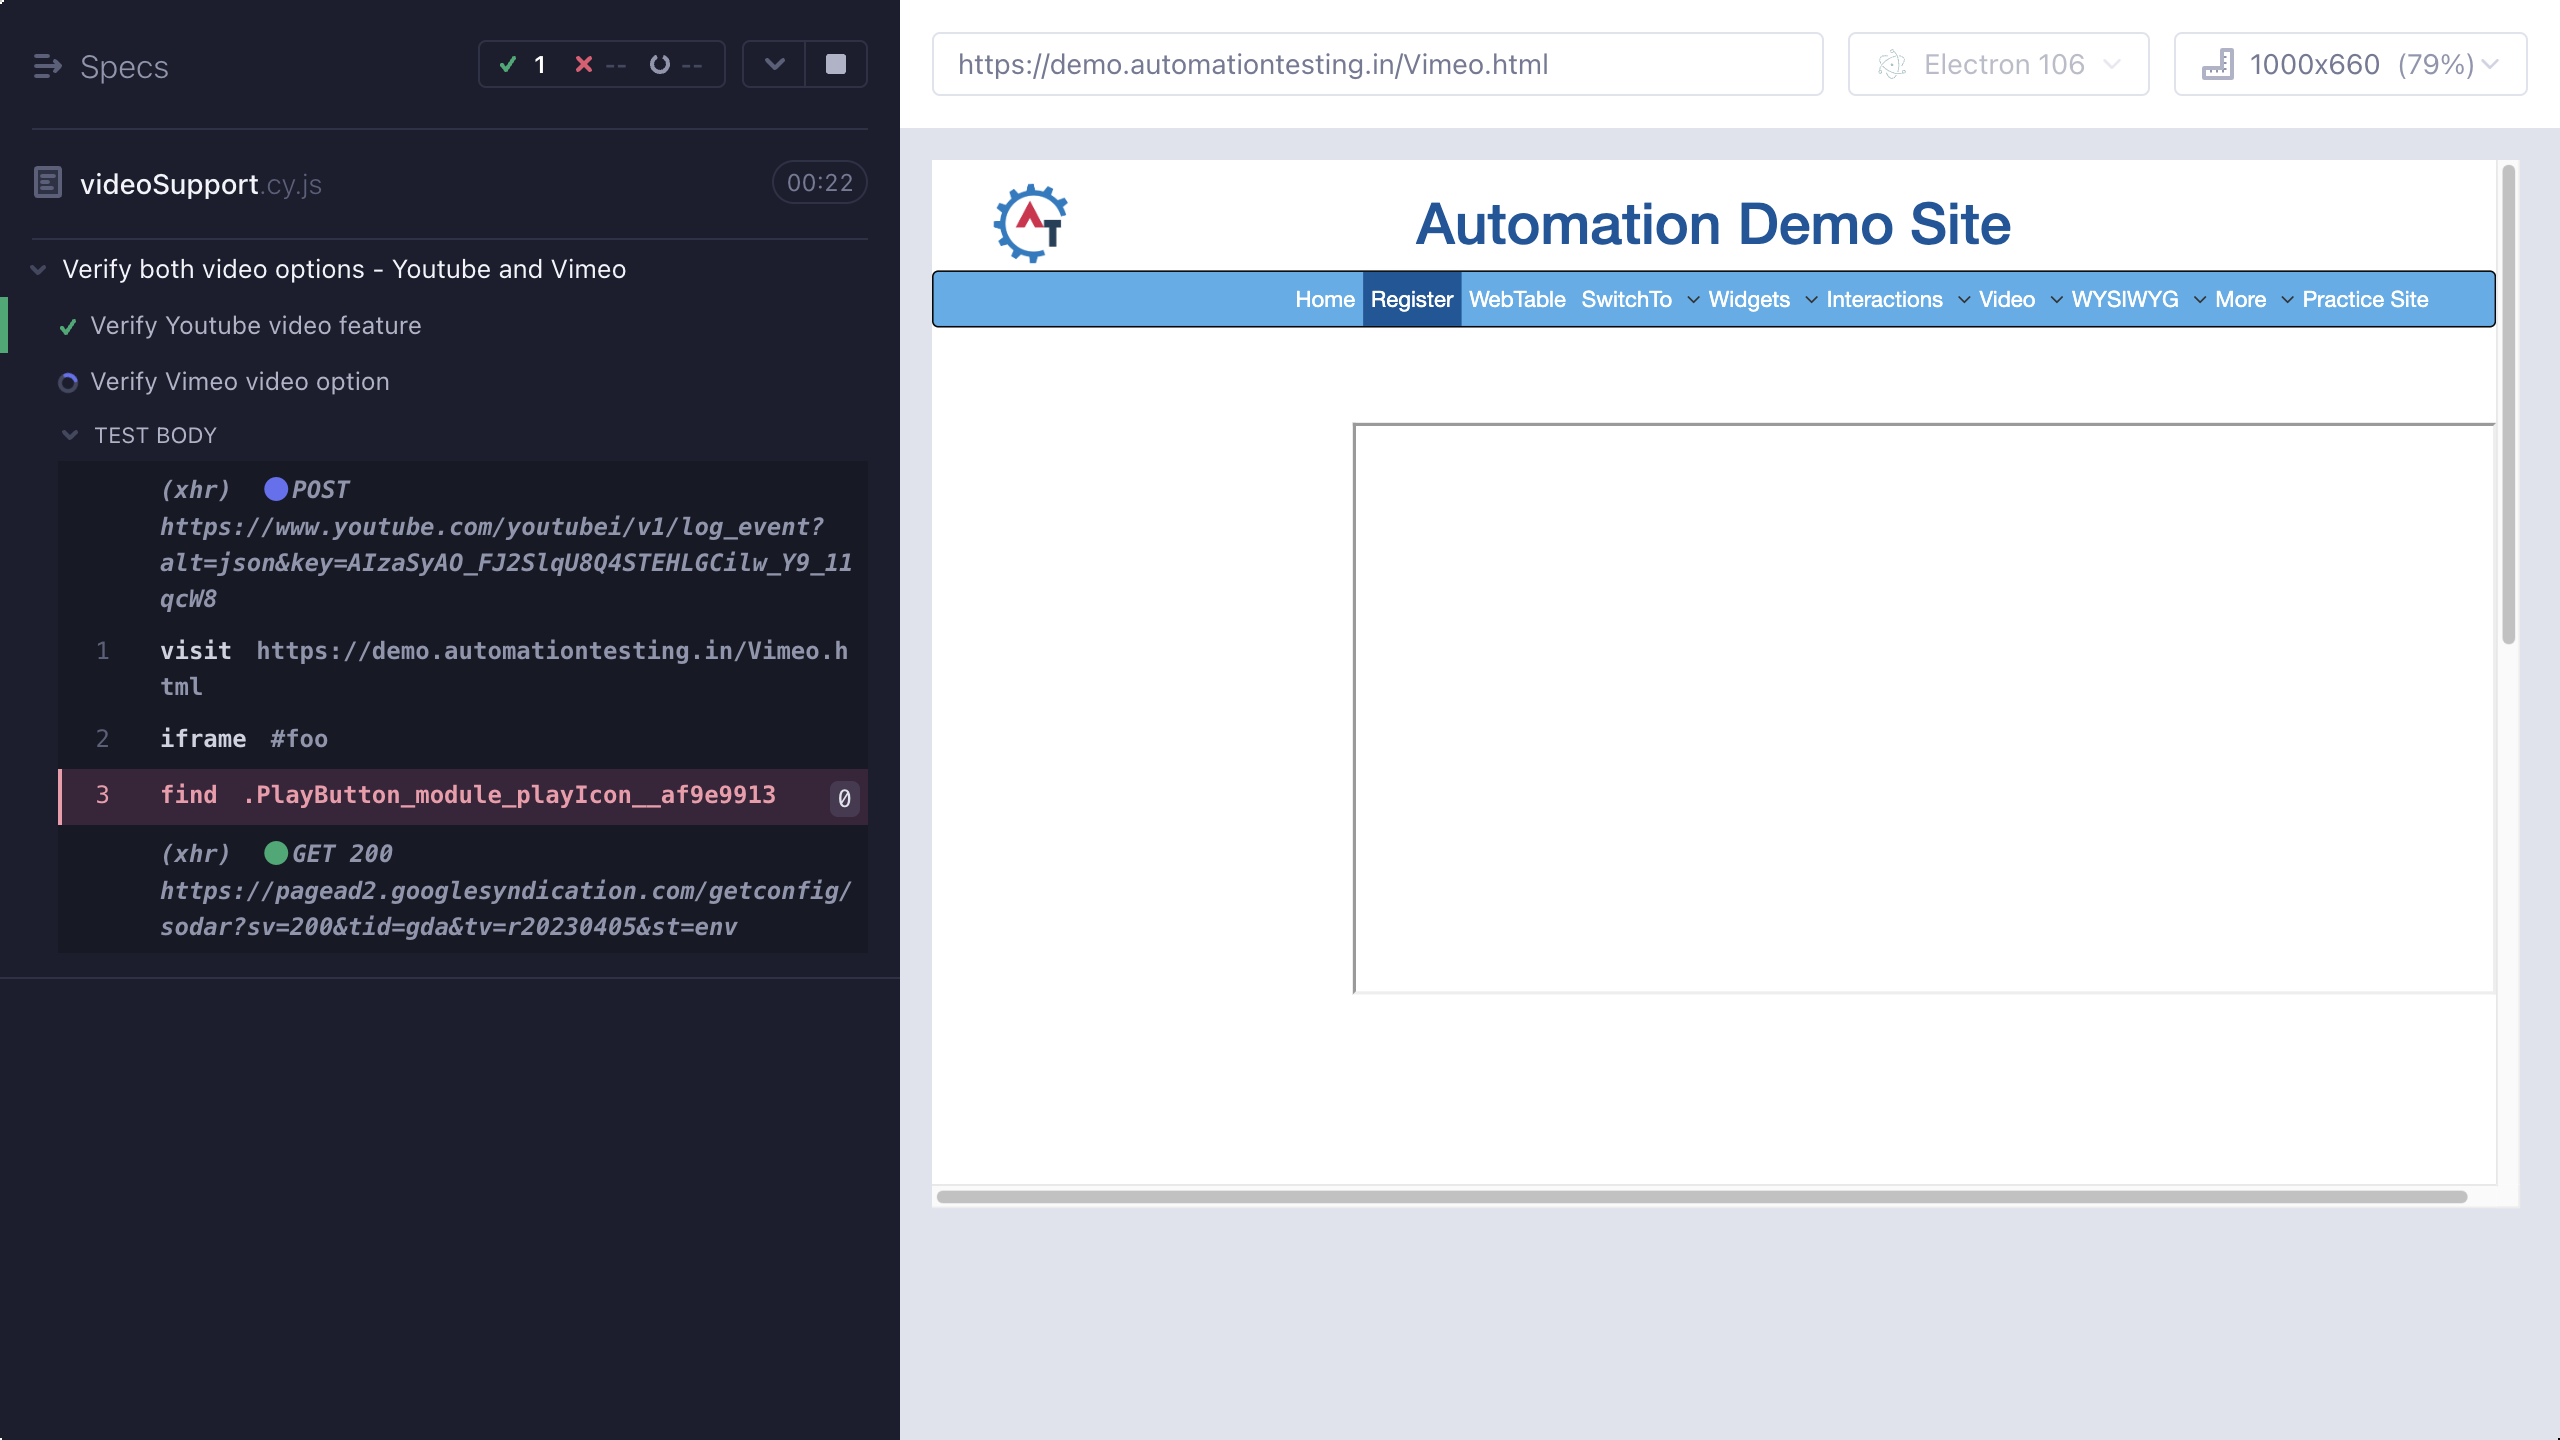 Specs
1 -- --
videoSupport.cy.js 00:22
Verify both video options - Youtube and Vimeo
Verify Youtube video feature
Verify Vimeo video option
TEST BODY
(xhr) POST
https://www.youtube.com/youtubei/v1/log_event?
alt=json&key=AIzaSyAO_FJ2SlqU8Q4STEHLGCilw_Y9_11
qcW8
1 visit https://demo.automationtesting.in/Vimeo.h
tml
2 iframe #foo
3 find .PlayButton_module_playIcon__af9e9913 0
(xhr) GET 200
https://pagead2.googlesyndication.com/getconfig/
sodar?sv=200&tid=gda&tv=r20230405&st=env
https://demo.automationtesting.in/Vimeo.html
Electron 106
1000x660 (79%)
AT
Automation Demo Site
Home Register WebTable SwitchTo Widgets Interactions Video WYSIWYG More Practice Site